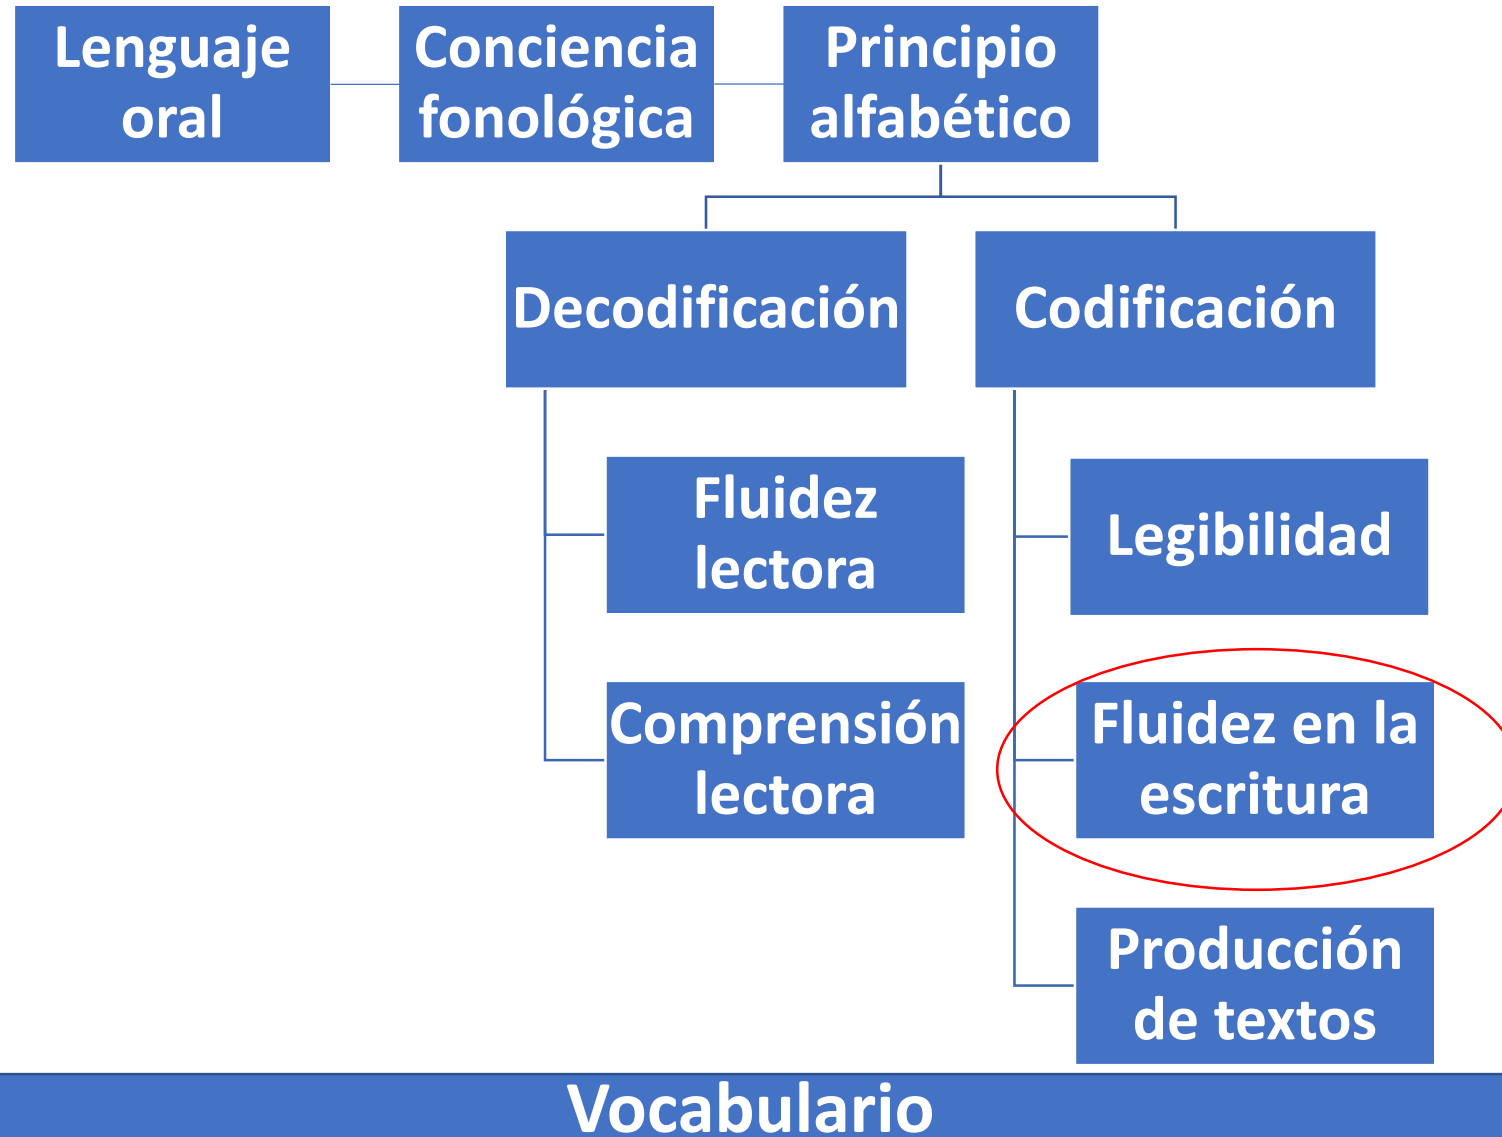 Lenguaje
oral
Conciencia
fonológica
Principio
alfabético
Decodificación
Codificación
Fluidez
lectora
Legibilidad
Comprensión
lectora
Fluidez en la
escritura
Producción
de textos
Vocabulario